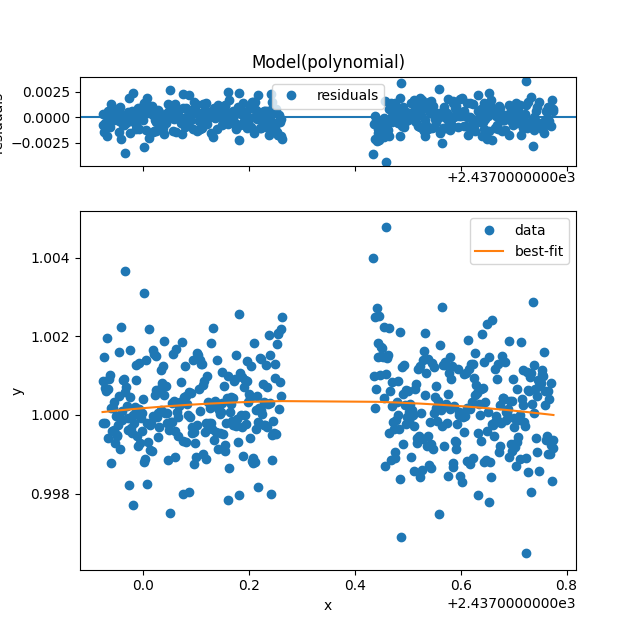 Model(polynomial)
0.0025
0.0000
−0.0025
residuals
+2.4370000000e3
data
best-fit
1.004
1.002
1.000
0.998
y
0.0
0.2
0.4
0.6
0.8
x
+2.4370000000e3